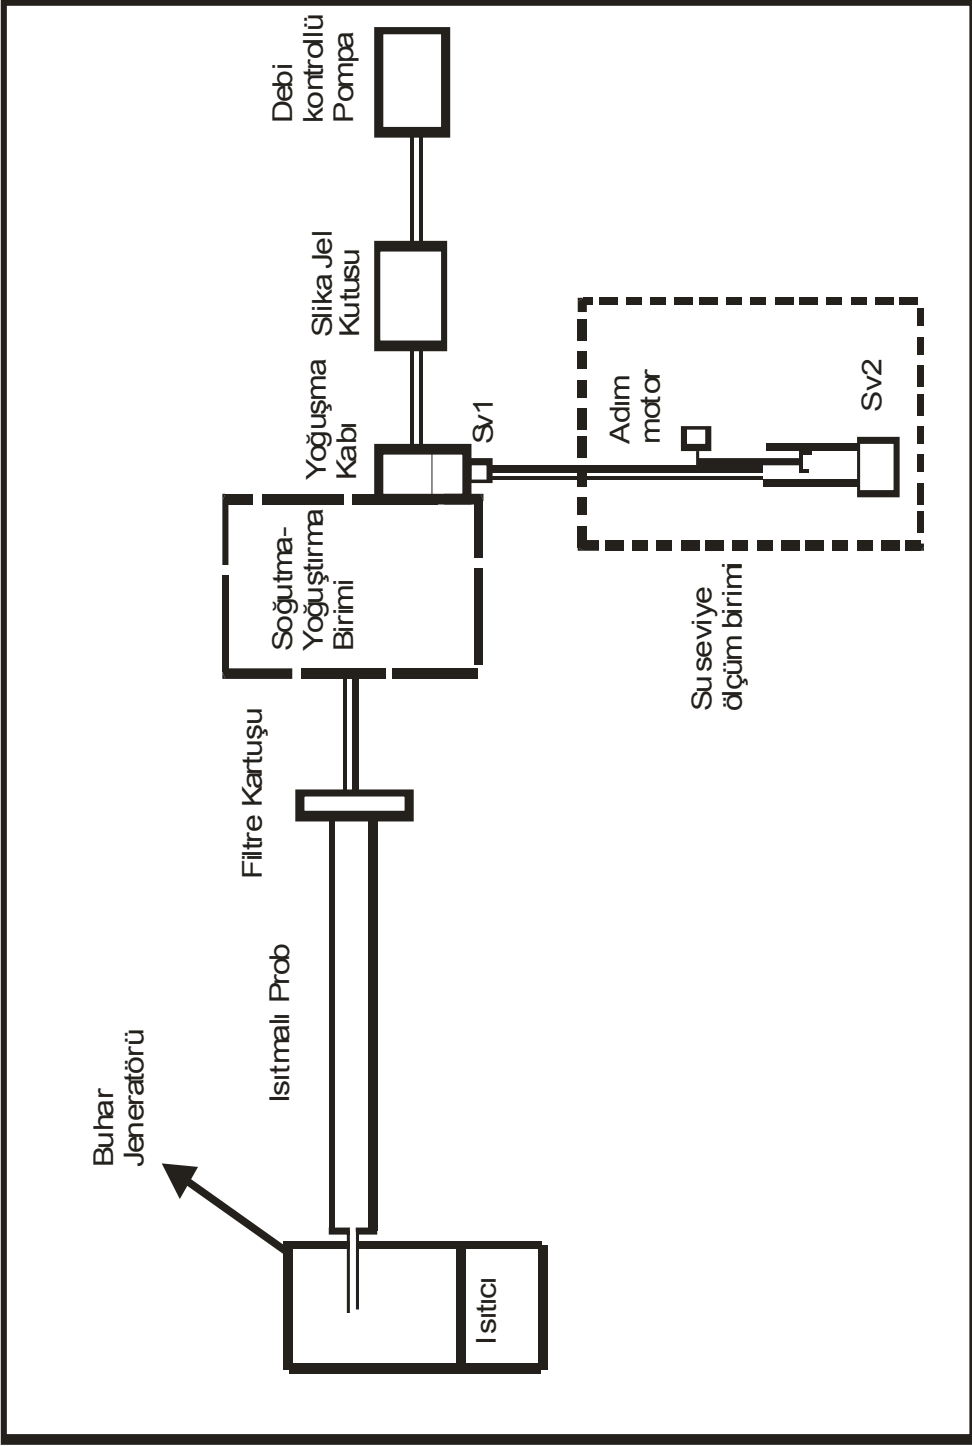 Buhar
Jeneratörü
Isıtıcı
Isıtmalı Prob
Filtre Kartuşu
Soğutma-
Yoğuştırma
Birimi
Yoğuşma
Kabı
Slika Jel
Kutusu
Debi
kontrollü
Pompa
Sv1
Adım
motor
Sv2
Su seviye
ölçüm birimi